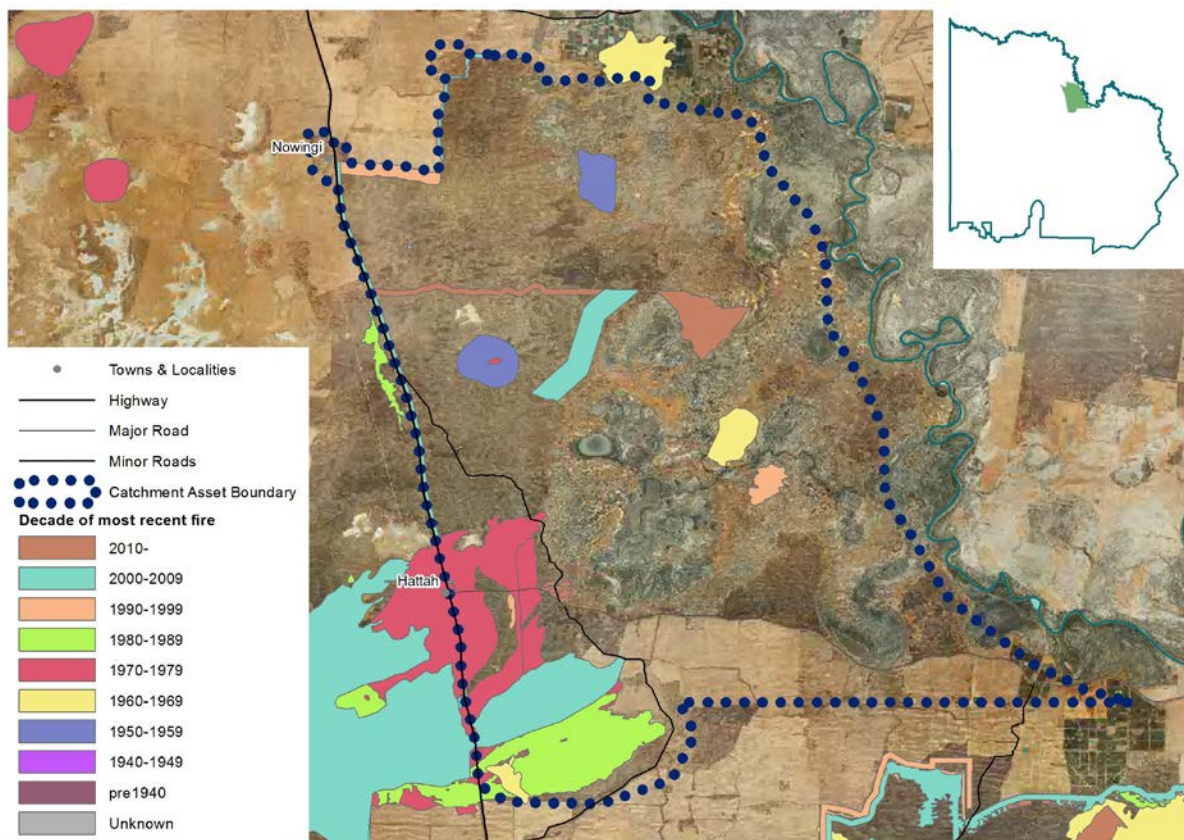 Nowingi
Hattah
Towns & Localities
Highway
Major Road
Minor Roads
Catchment Asset Boundary
Decade of most recent fire
2010-
2000-2009
1990-1999
1980-1989
1970-1979
1960-1969
1950-1959
1940-1949
pre1940
Unknown